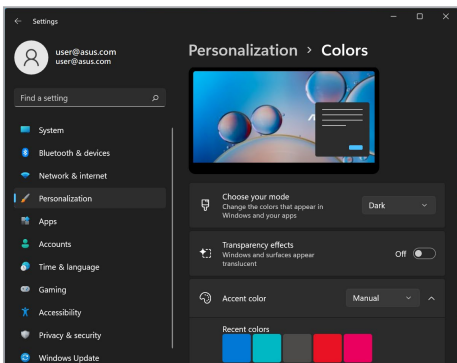 Settings
user@asus.com
user@asus.com
Find a setting
System
Bluetooth & devices
Network & internet
Personalization
Apps
Accounts
Time & language
Gaming
Accessibility
Privacy & security
Windows Update
Personalization > Colors
Choose your mode
Change the colors that appear in
Windows and your apps
Dark
Transparency effects
Windows and surfaces appear
translucent
Off
Accent color
Manual
Recent colors